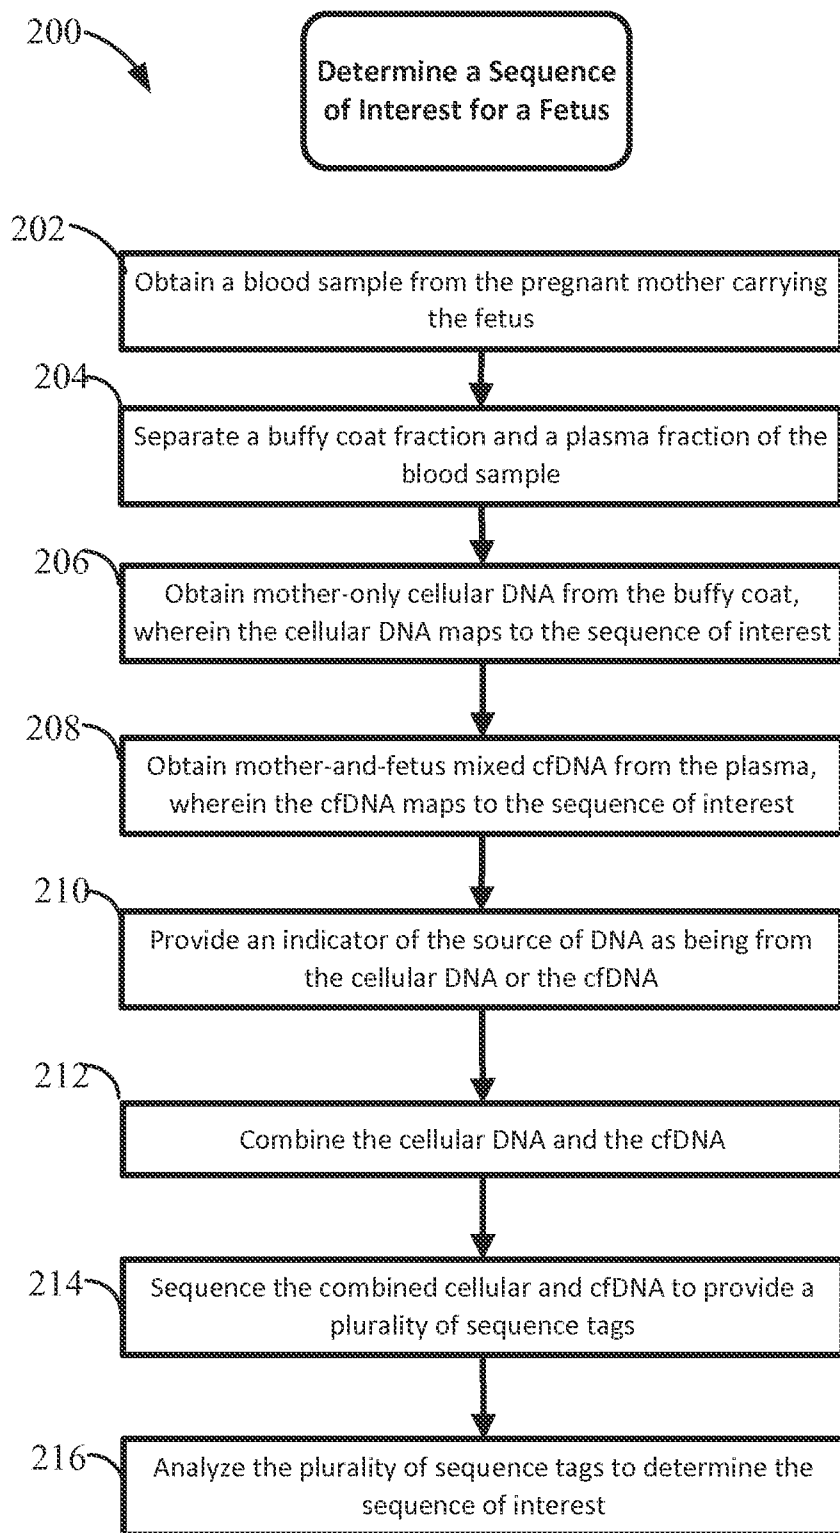 200
Determine a Sequence
of Interest for a Fetus
202
Obtain a blood sample from the pregnant mother carrying
the fetus
204
Separate a buffy coat fraction and a plasma fraction of the
blood sample
206
Obtain mother-only cellular DNA from the buffy coat,
wherein the cellular DNA maps to the sequence of interest
208
Obtain mother-and-fetus mixed cfDNA from the plasma,
wherein the cfDNA maps to the sequence of interest
210
Provide an indicator of the source of DNA as being from
the cellular DNA or the cfDNA
212
Combine the cellular DNA and the cfDNA
214
Sequence the combined cellular and cfDNA to provide a
plurality of sequence tags
216
Analyze the plurality of sequence tags to determine the
sequence of interest